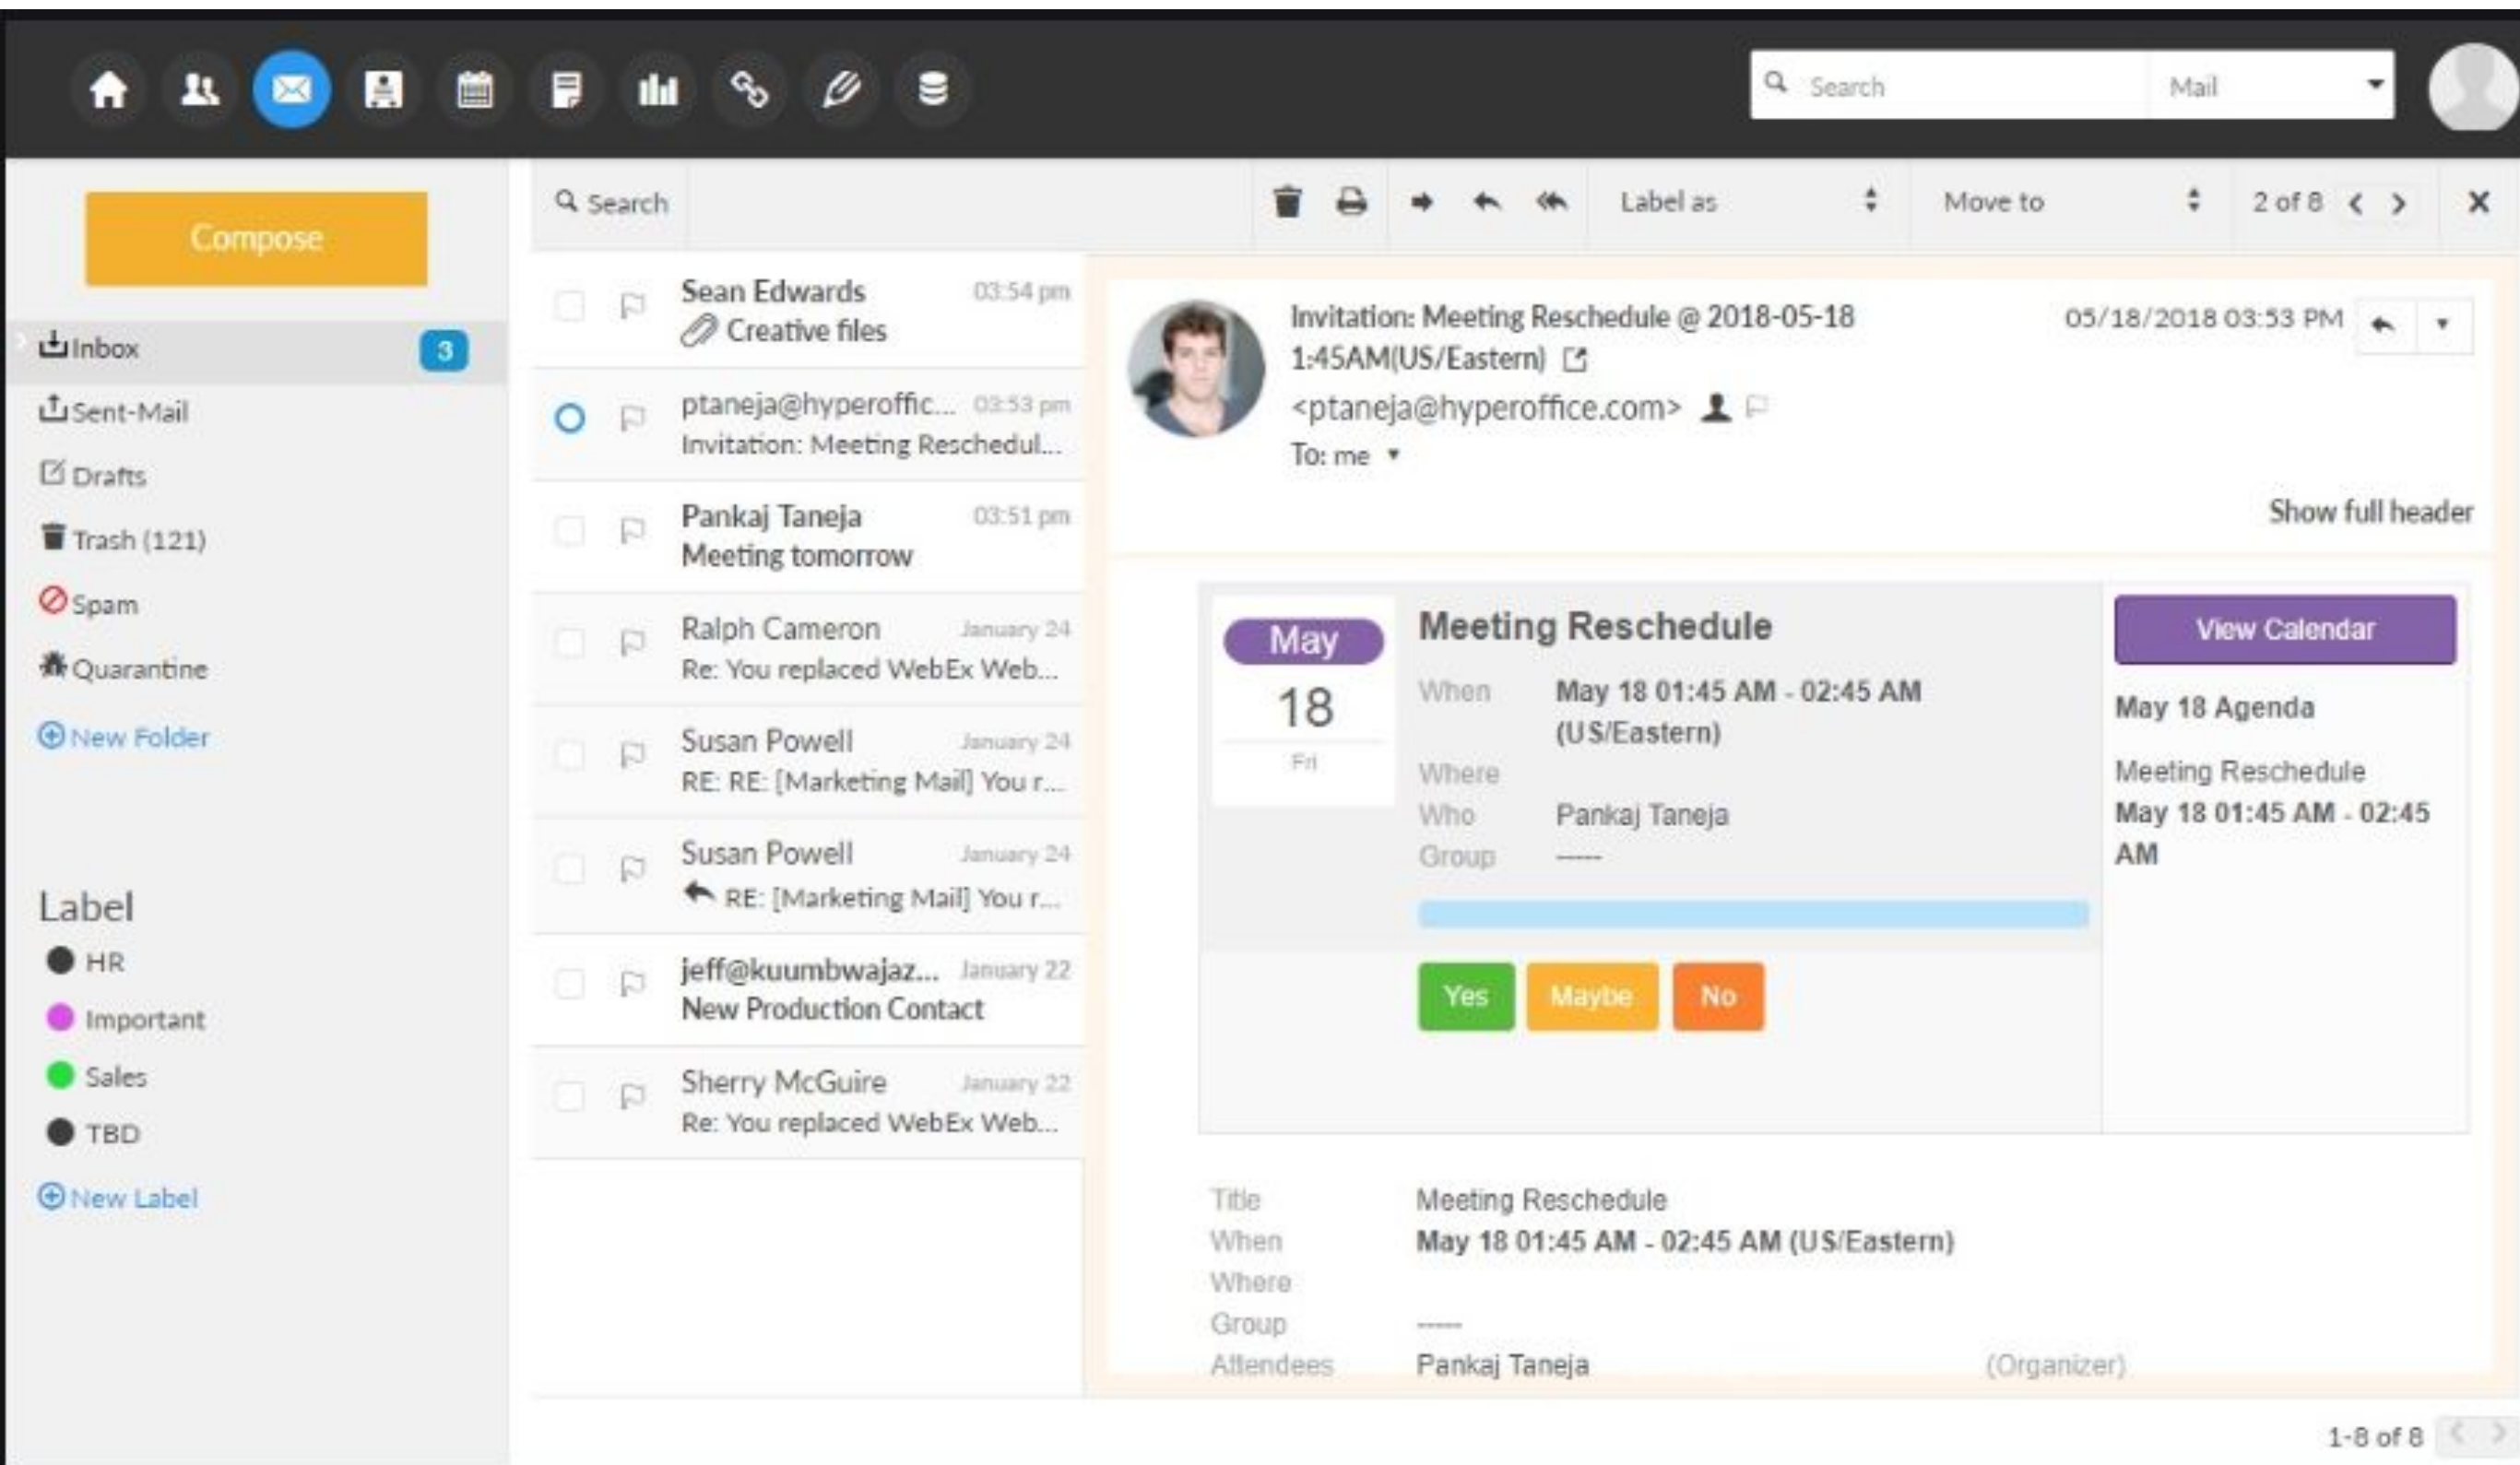 Search Mail
Compose
Inbox 3
Sent-Mail
Drafts
Trash (121)
Spam
Quarantine
New Folder
Label
HR
Important
Sales
TBD
New Label
Search
Label as Move to 2 of 8
Sean Edwards 03:54 pm
Creative files
ptaneja@hyperoffic... 03:53 pm
Invitation: Meeting Reschedul...
Pankaj Taneja 03:51 pm
Meeting tomorrow
Ralph Cameron January 24
Re: You replaced WebEx Web...
Susan Powell January 24
RE: RE: [Marketing Mail] You r...
Susan Powell January 24
RE: [Marketing Mail] You r...
jeff@kuumbwajaz... January 22
New Production Contact
Sherry McGuire January 22
Re: You replaced WebEx Web...
Invitation: Meeting Reschedule @ 2018-05-18 05/18/2018 03:53 PM
1:45AM(US/Eastern)
<ptaneja@hyperoffice.com>
To: me
Show full header
May
18
Fri
Meeting Reschedule
When May 18 01:45 AM - 02:45 AM
(US/Eastern)
Where
Who Pankaj Taneja
Group -----
Yes Maybe No
View Calendar
May 18 Agenda
Meeting Reschedule
May 18 01:45 AM - 02:45
AM
Title Meeting Reschedule
When May 18 01:45 AM - 02:45 AM (US/Eastern)
Where
Group -----
Attendees Pankaj Taneja (Organizer)
1-8 of 8